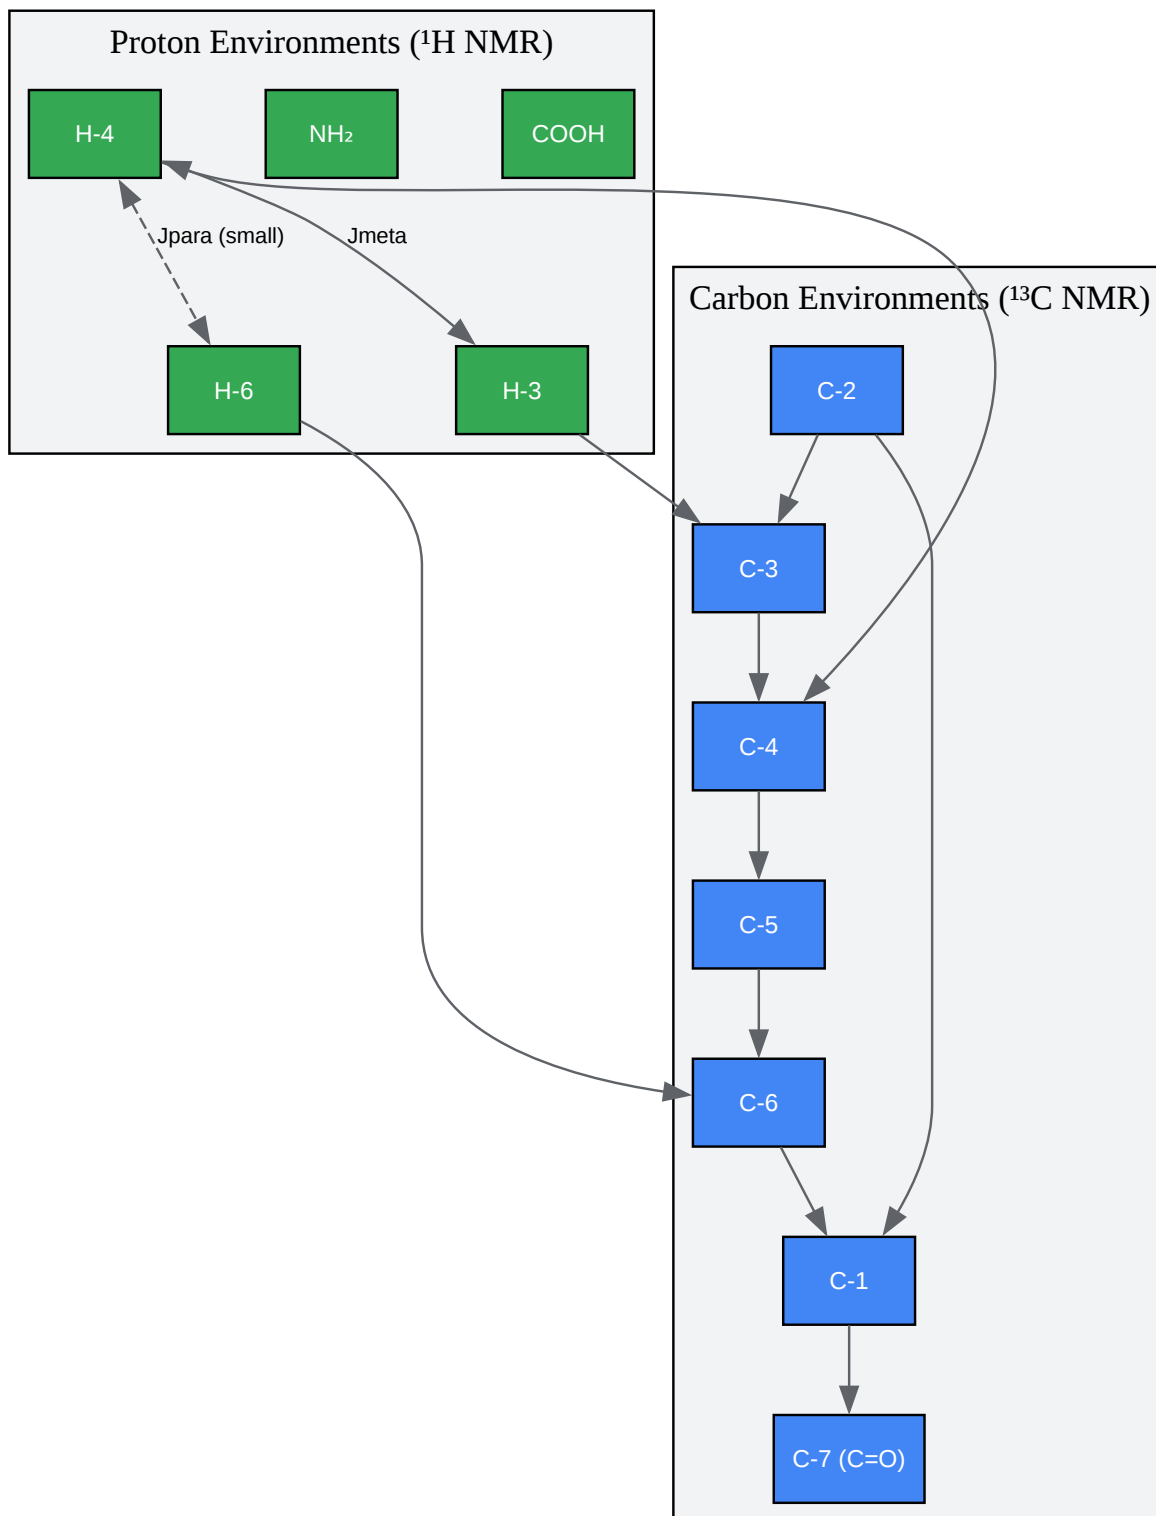 Proton Environments (¹H NMR)
H-4
NH₂
COOH
Jpara (small)
Jmeta
H-6
H-3
Carbon Environments (¹³C NMR)
C-2
C-3
C-4
C-5
C-6
C-1
C-7 (C=O)